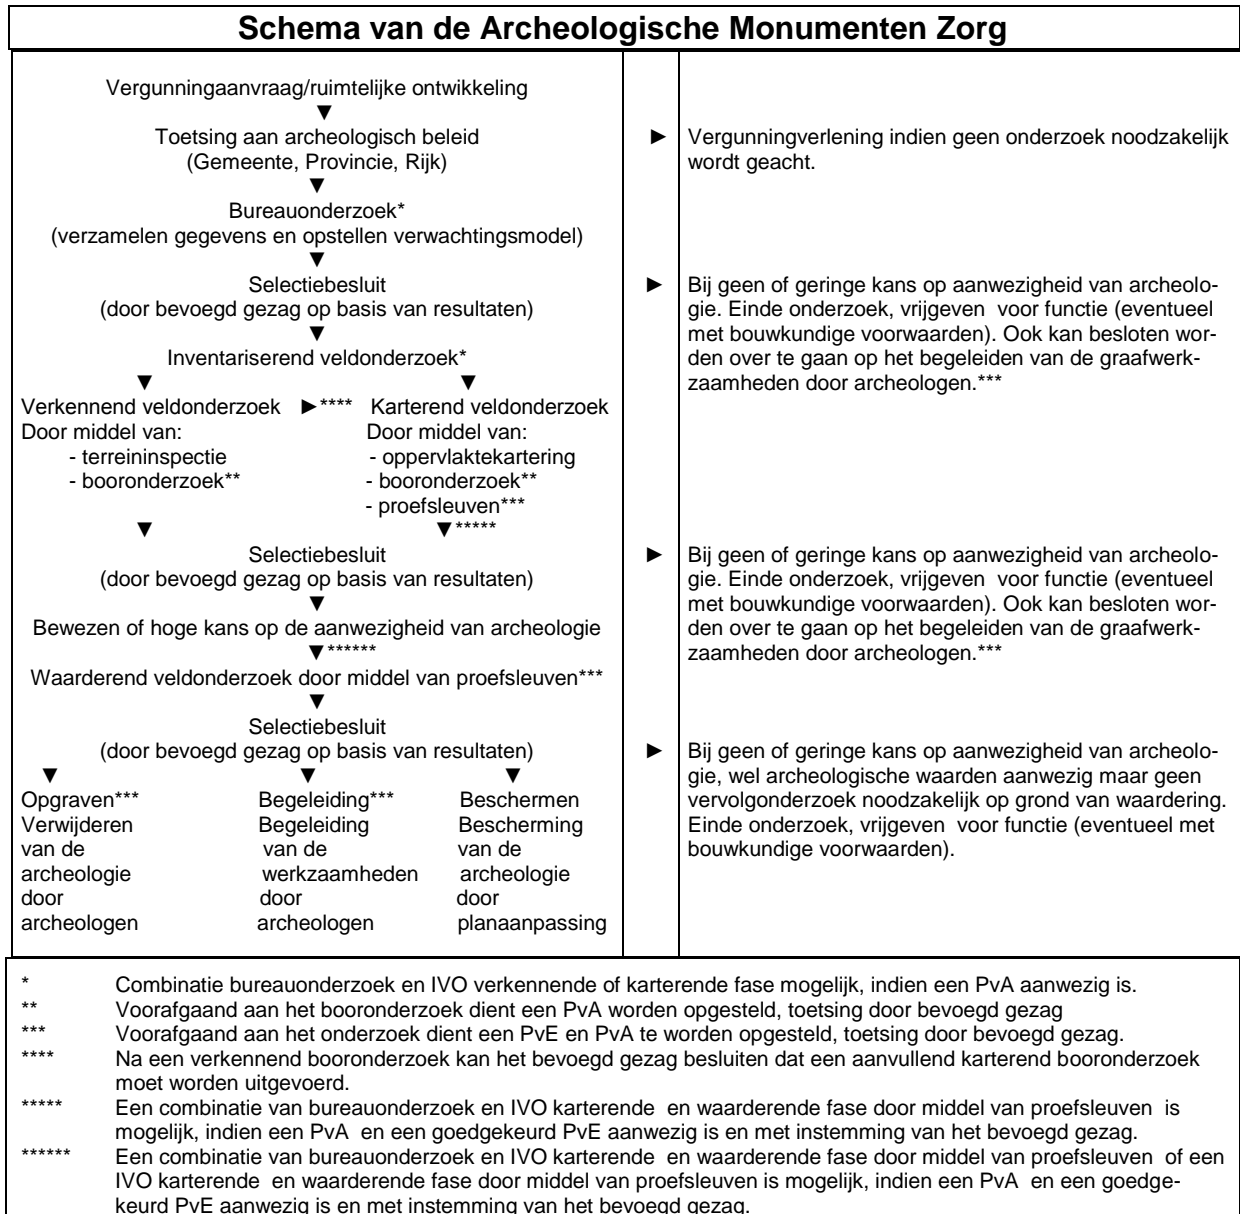 Schema van de Archeologische Monumenten Zorg
Vergunningaanvraag/ruimtelijke ontwikkeling
▼
Toetsing aan archeologisch beleid
(Gemeente, Provincie, Rijk)
► Vergunningverlening indien geen onderzoek noodzakelijk
wordt geacht.
▼
Bureauonderzoek*
(verzamelen gegevens en opstellen verwachtingsmodel)
▼
Selectiebesluit
(door bevoegd gezag op basis van resultaten)
► Bij geen of geringe kans op aanwezigheid van archeolo-
gie. Einde onderzoek, vrijgeven voor functie (eventueel
met bouwkundige voorwaarden). Ook kan besloten wor-
den over te gaan op het begeleiden van de graafwerk-
zaamheden door archeologen.***
▼
Inventariserend veldonderzoek*
▼ ▼
Verkennend veldonderzoek ►**** Karterend veldonderzoek
Door middel van: Door middel van:
- terreininspectie - oppervlaktekartering
- booronderzoek** - booronderzoek**
- proefsleuven***
▼ ▼*****
Selectiebesluit
(door bevoegd gezag op basis van resultaten)
► Bij geen of geringe kans op aanwezigheid van archeolo-
gie. Einde onderzoek, vrijgeven voor functie (eventueel
met bouwkundige voorwaarden). Ook kan besloten wor-
den over te gaan op het begeleiden van de graafwerk-
zaamheden door archeologen.***
▼
Bewezen of hoge kans op de aanwezigheid van archeologie
▼******
Waarderend veldonderzoek door middel van proefsleuven***
▼
Selectiebesluit
(door bevoegd gezag op basis van resultaten)
► Bij geen of geringe kans op aanwezigheid van archeolo-
gie, wel archeologische waarden aanwezig maar geen
vervolgonderzoek noodzakelijk op grond van waardering.
Einde onderzoek, vrijgeven voor functie (eventueel met
bouwkundige voorwaarden).
▼ ▼ ▼
Opgraven*** Begeleiding*** Beschermen
Verwijderen Begeleiding Bescherming
van de van de van de
archeologie werkzaamheden archeologie
door door door
archeologen archeologen planaanpassing
* Combinatie bureauonderzoek en IVO verkennende of karterende fase mogelijk, indien een PvA aanwezig is.
** Voorafgaand aan het booronderzoek dient een PvA worden opgesteld, toetsing door bevoegd gezag
*** Voorafgaand aan het onderzoek dient een PvE en PvA te worden opgesteld, toetsing door bevoegd gezag.
**** Na een verkennend booronderzoek kan het bevoegd gezag besluiten dat een aanvullend karterend booronderzoek
moet worden uitgevoerd.
***** Een combinatie van bureauonderzoek en IVO karterende en waarderende fase door middel van proefsleuven is
mogelijk, indien een PvA en een goedgekeurd PvE aanwezig is en met instemming van het bevoegd gezag.
****** Een combinatie van bureauonderzoek en IVO karterende en waarderende fase door middel van proefsleuven of een
IVO karterende en waarderende fase door middel van proefsleuven is mogelijk, indien een PvA en een goedge-
keurd PvE aanwezig is en met instemming van het bevoegd gezag.